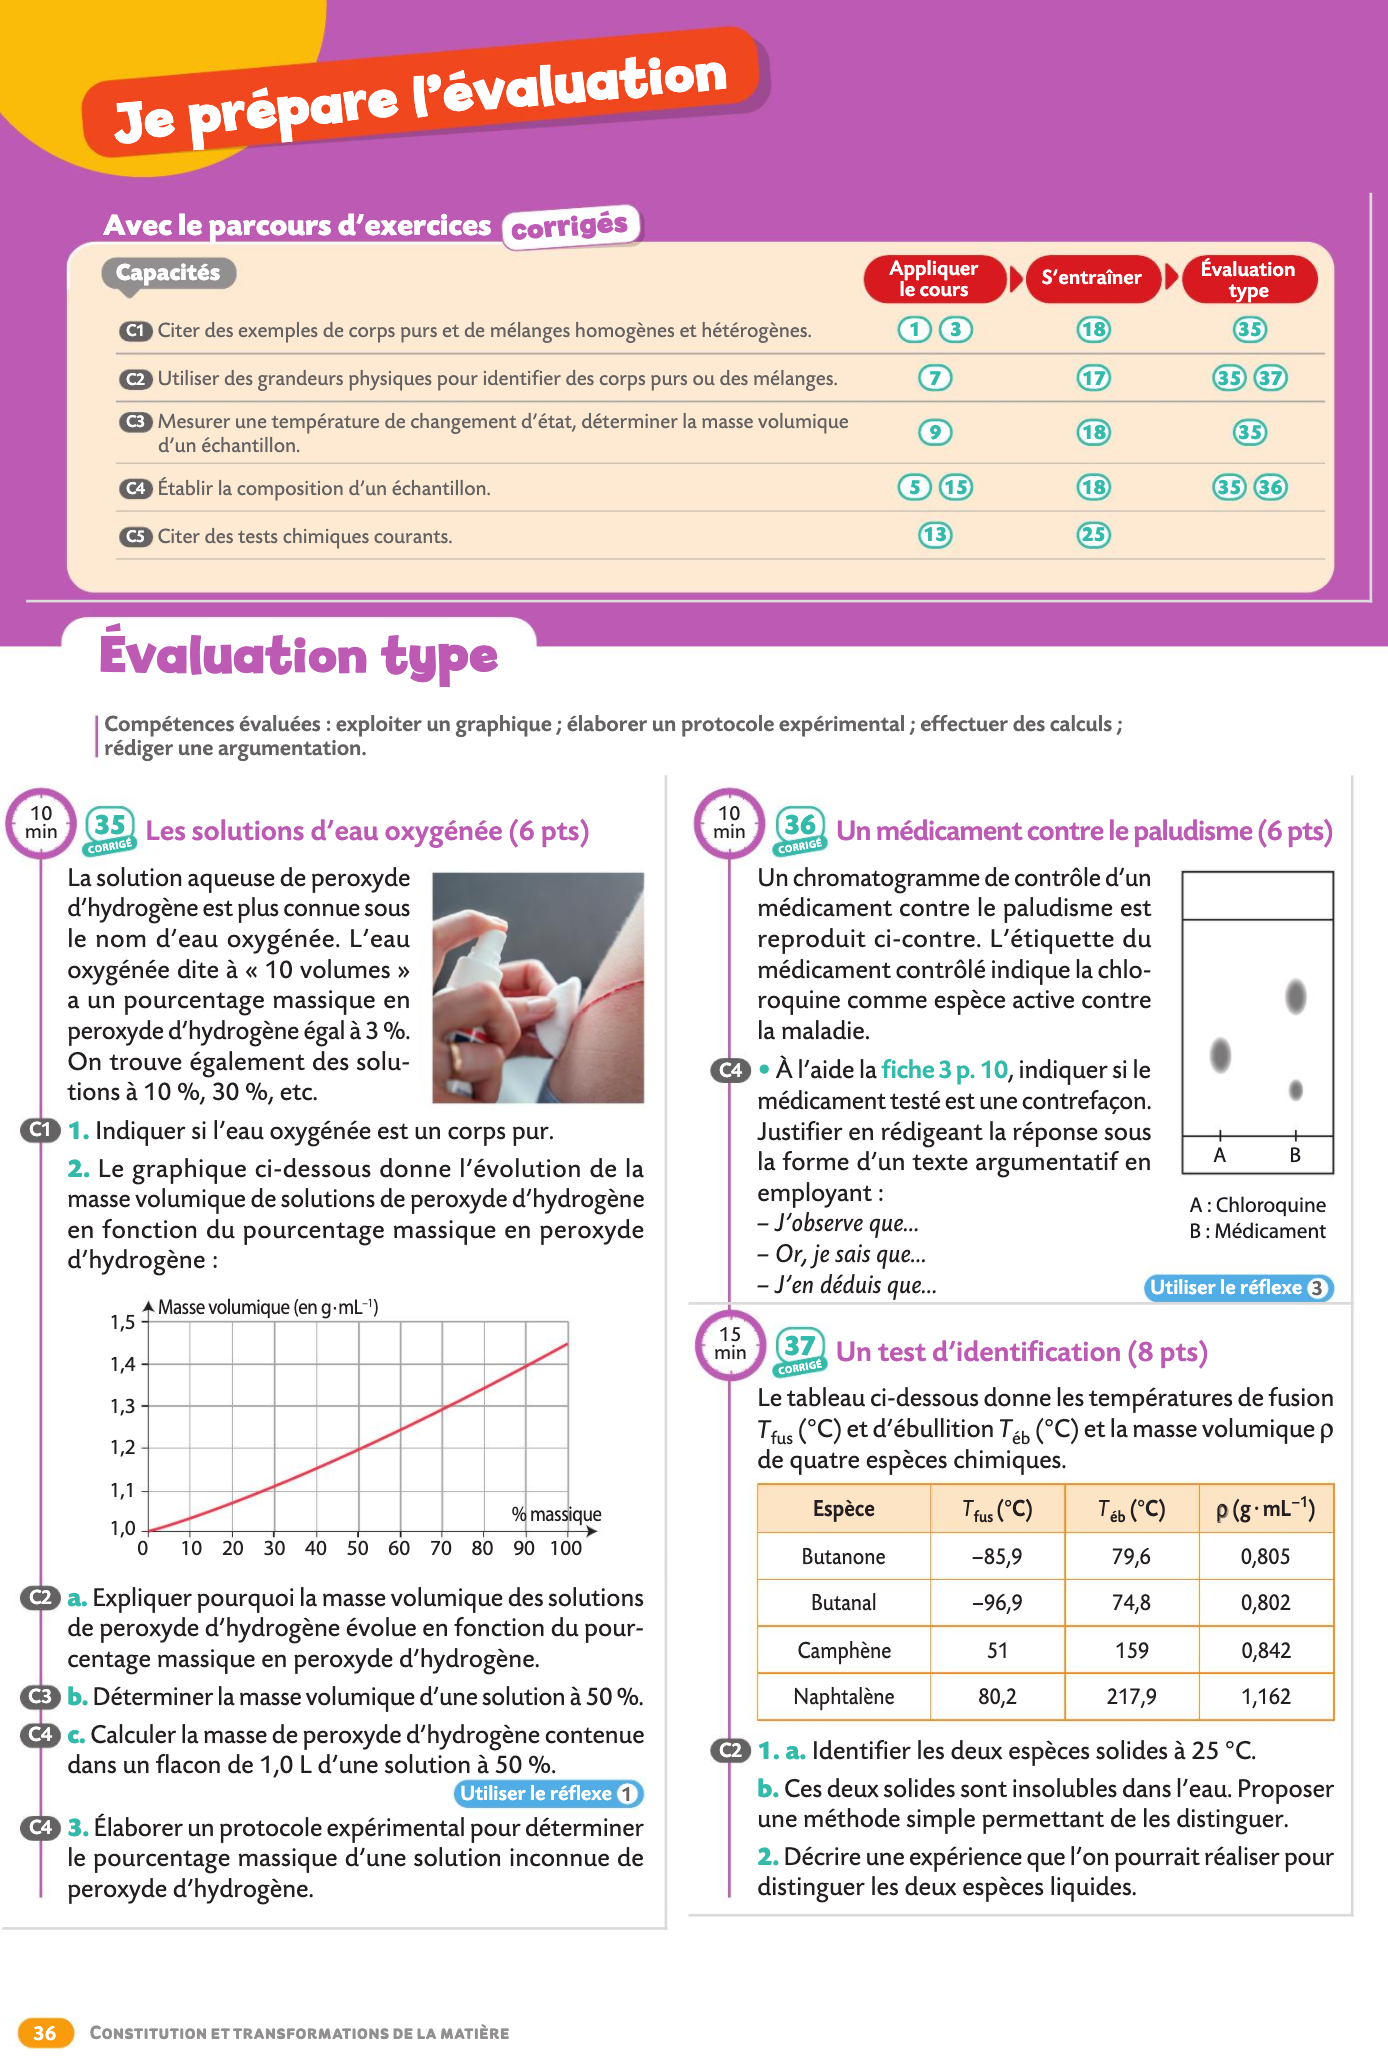 Je prépare l'évaluation
Avec le parcours d'exercices corrigés
Capacités
Appliquer
le cours
S'entraîner
Évaluation
type
C1 Citer des exemples de corps purs et de mélanges homogènes et hétérogènes. 1 3 18 35
C2 Utiliser des grandeurs physiques pour identifier des corps purs ou des mélanges. 7 17 35 37
C3 Mesurer une température de changement d'état, déterminer la masse volumique
d'un échantillon. 9 18 35
C4 Établir la composition d'un échantillon. 5 15 18 35 36
C5 Citer des tests chimiques courants. 13 25
Évaluation type
Compétences évaluées : exploiter un graphique ; élaborer un protocole expérimental ; effectuer des calculs ;
rédiger une argumentation.
10
min
35
CORRIGÉ
Les solutions d'eau oxygénée (6 pts)
La solution aqueuse de peroxyde
d'hydrogène est plus connue sous
le nom d'eau oxygénée. L'eau
oxygénée dite à « 10 volumes »
a un pourcentage massique en
peroxyde d'hydrogène égal à 3 %.
On trouve également des solu-
tions à 10 %, 30 %, etc.
C1 1. Indiquer si l'eau oxygénée est un corps pur.
2. Le graphique ci-dessous donne l'évolution de la
masse volumique de solutions de peroxyde d'hydrogène
en fonction du pourcentage massique en peroxyde
d'hydrogène :
Masse volumique (en g·mL⁻¹)
1,5
1,4
1,3
1,2
1,1
1,0
% massique
0 10 20 30 40 50 60 70 80 90 100
C2 a. Expliquer pourquoi la masse volumique des solutions
de peroxyde d'hydrogène évolue en fonction du pour-
centage massique en peroxyde d'hydrogène.
C3 b. Déterminer la masse volumique d'une solution à 50 %.
C4 c. Calculer la masse de peroxyde d'hydrogène contenue
dans un flacon de 1,0 L d'une solution à 50 %.
Utiliser le réflexe 1
C4 3. Élaborer un protocole expérimental pour déterminer
le pourcentage massique d'une solution inconnue de
peroxyde d'hydrogène.
10
min
36
CORRIGÉ
Un médicament contre le paludisme (6 pts)
Un chromatogramme de contrôle d'un
médicament contre le paludisme est
reproduit ci-contre. L'étiquette du
médicament contrôlé indique la chlo-
roquine comme espèce active contre
la maladie.
C4 • À l'aide la fiche 3 p. 10, indiquer si le
médicament testé est une contrefaçon.
Justifier en rédigeant la réponse sous
la forme d'un texte argumentatif en
employant :
– J'observe que...
– Or, je sais que...
– J'en déduis que...
A B
A : Chloroquine
B : Médicament
Utiliser le réflexe 3
15
min
37
CORRIGÉ
Un test d'identification (8 pts)
Le tableau ci-dessous donne les températures de fusion
Tfus (°C) et d'ébullition Téb (°C) et la masse volumique ρ
de quatre espèces chimiques.
Espèce Tfus (°C) Téb (°C) ρ (g · mL⁻¹)
Butanone –85,9 79,6 0,805
Butanal –96,9 74,8 0,802
Camphène 51 159 0,842
Naphtalène 80,2 217,9 1,162
C2 1. a. Identifier les deux espèces solides à 25 °C.
b. Ces deux solides sont insolubles dans l'eau. Proposer
une méthode simple permettant de les distinguer.
2. Décrire une expérience que l'on pourrait réaliser pour
distinguer les deux espèces liquides.
36 CONSTITUTION ET TRANSFORMATIONS DE LA MATIÈRE